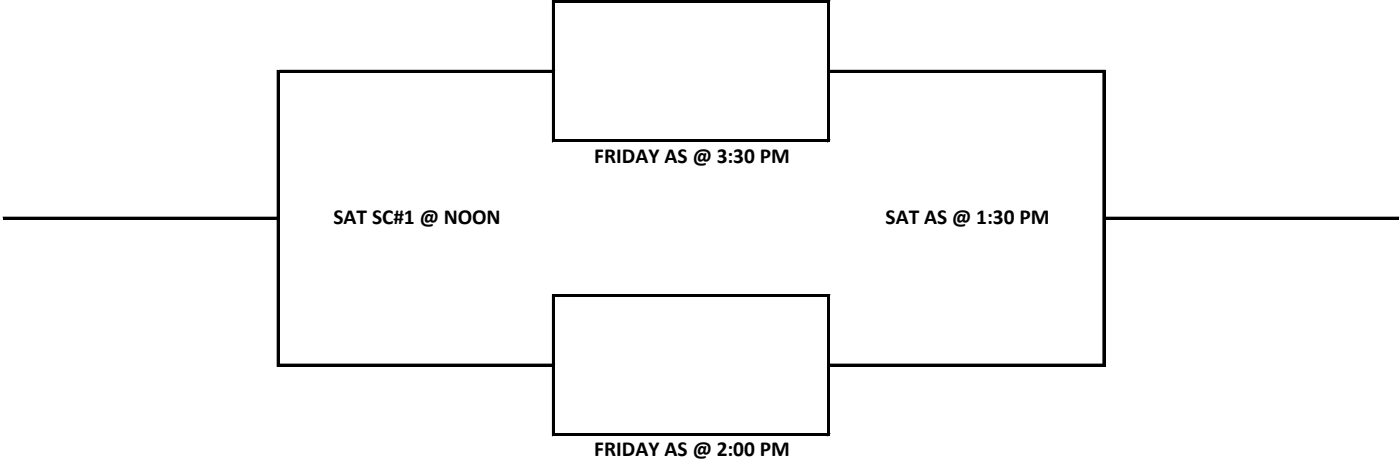 FRIDAY AS @ 3:30 PM
SAT SC#1 @ NOON
SAT AS @ 1:30 PM
FRIDAY AS @ 2:00 PM